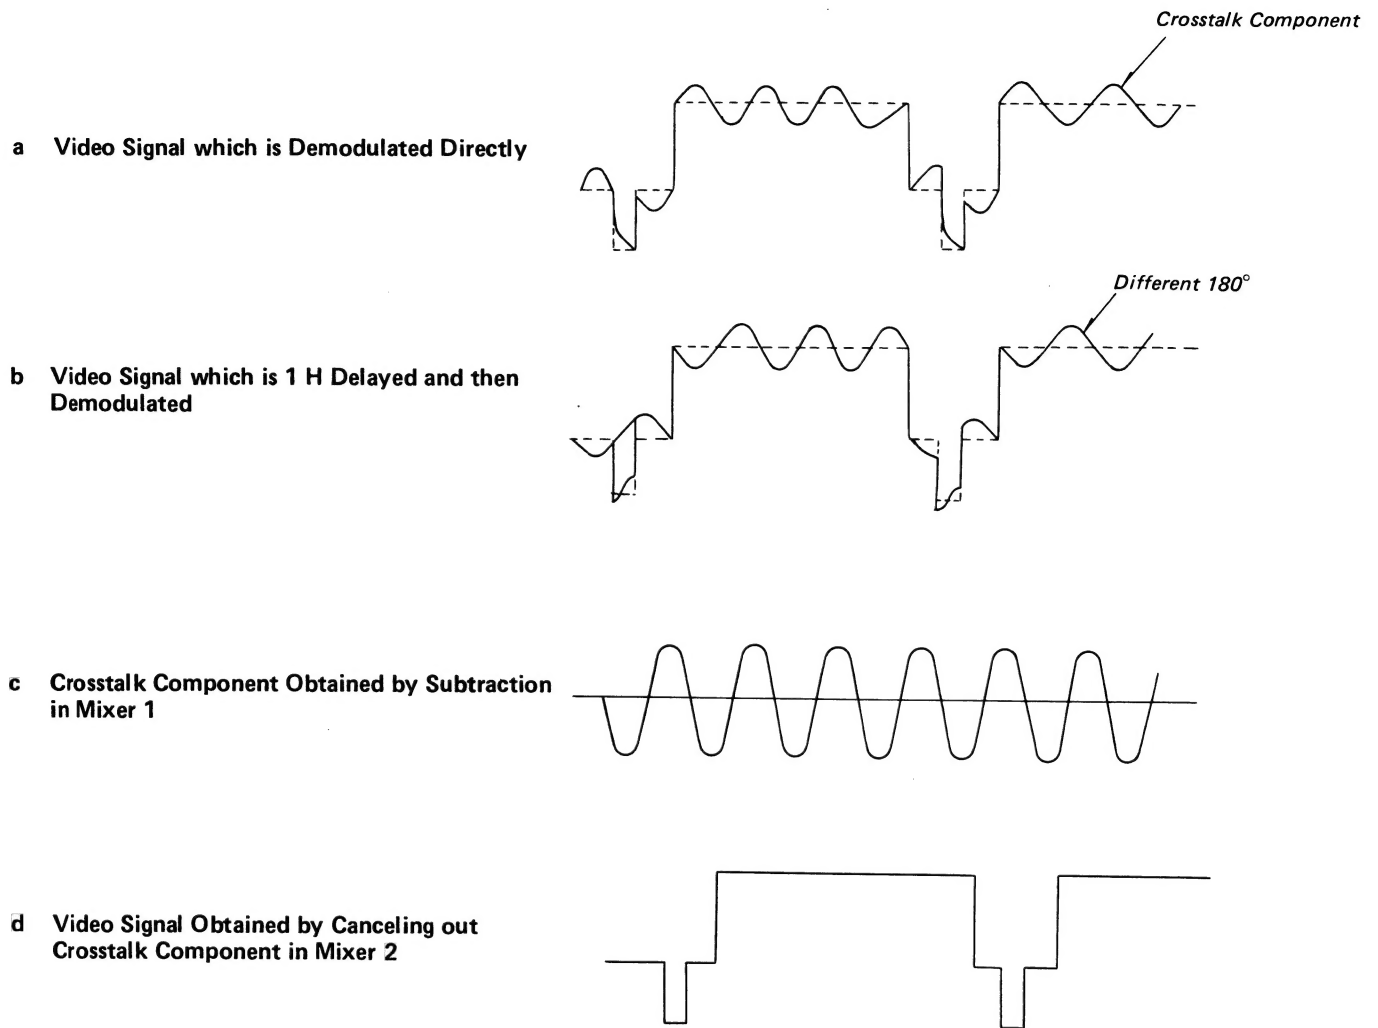 Crosstalk Component
a Video Signal which is Demodulated Directly
Different 180°
b Video Signal which is 1 H Delayed and then
Demodulated
c Crosstalk Component Obtained by Subtraction
in Mixer 1
d Video Signal Obtained by Canceling out
Crosstalk Component in Mixer 2